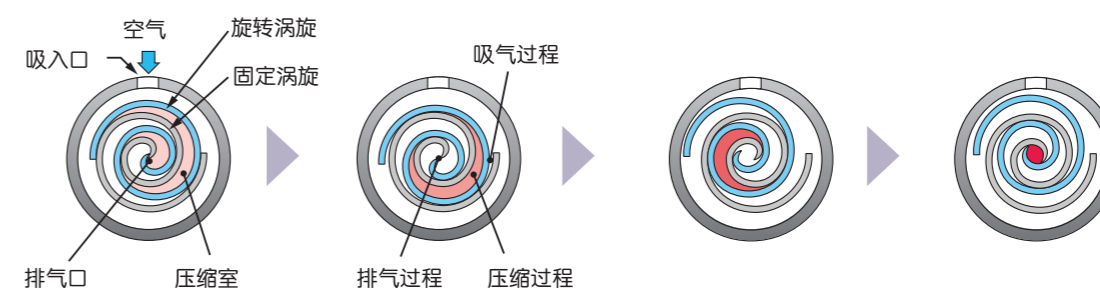 空气
旋转涡旋
吸入口
固定涡旋
吸气过程
排气口
压缩室
排气过程
压缩过程